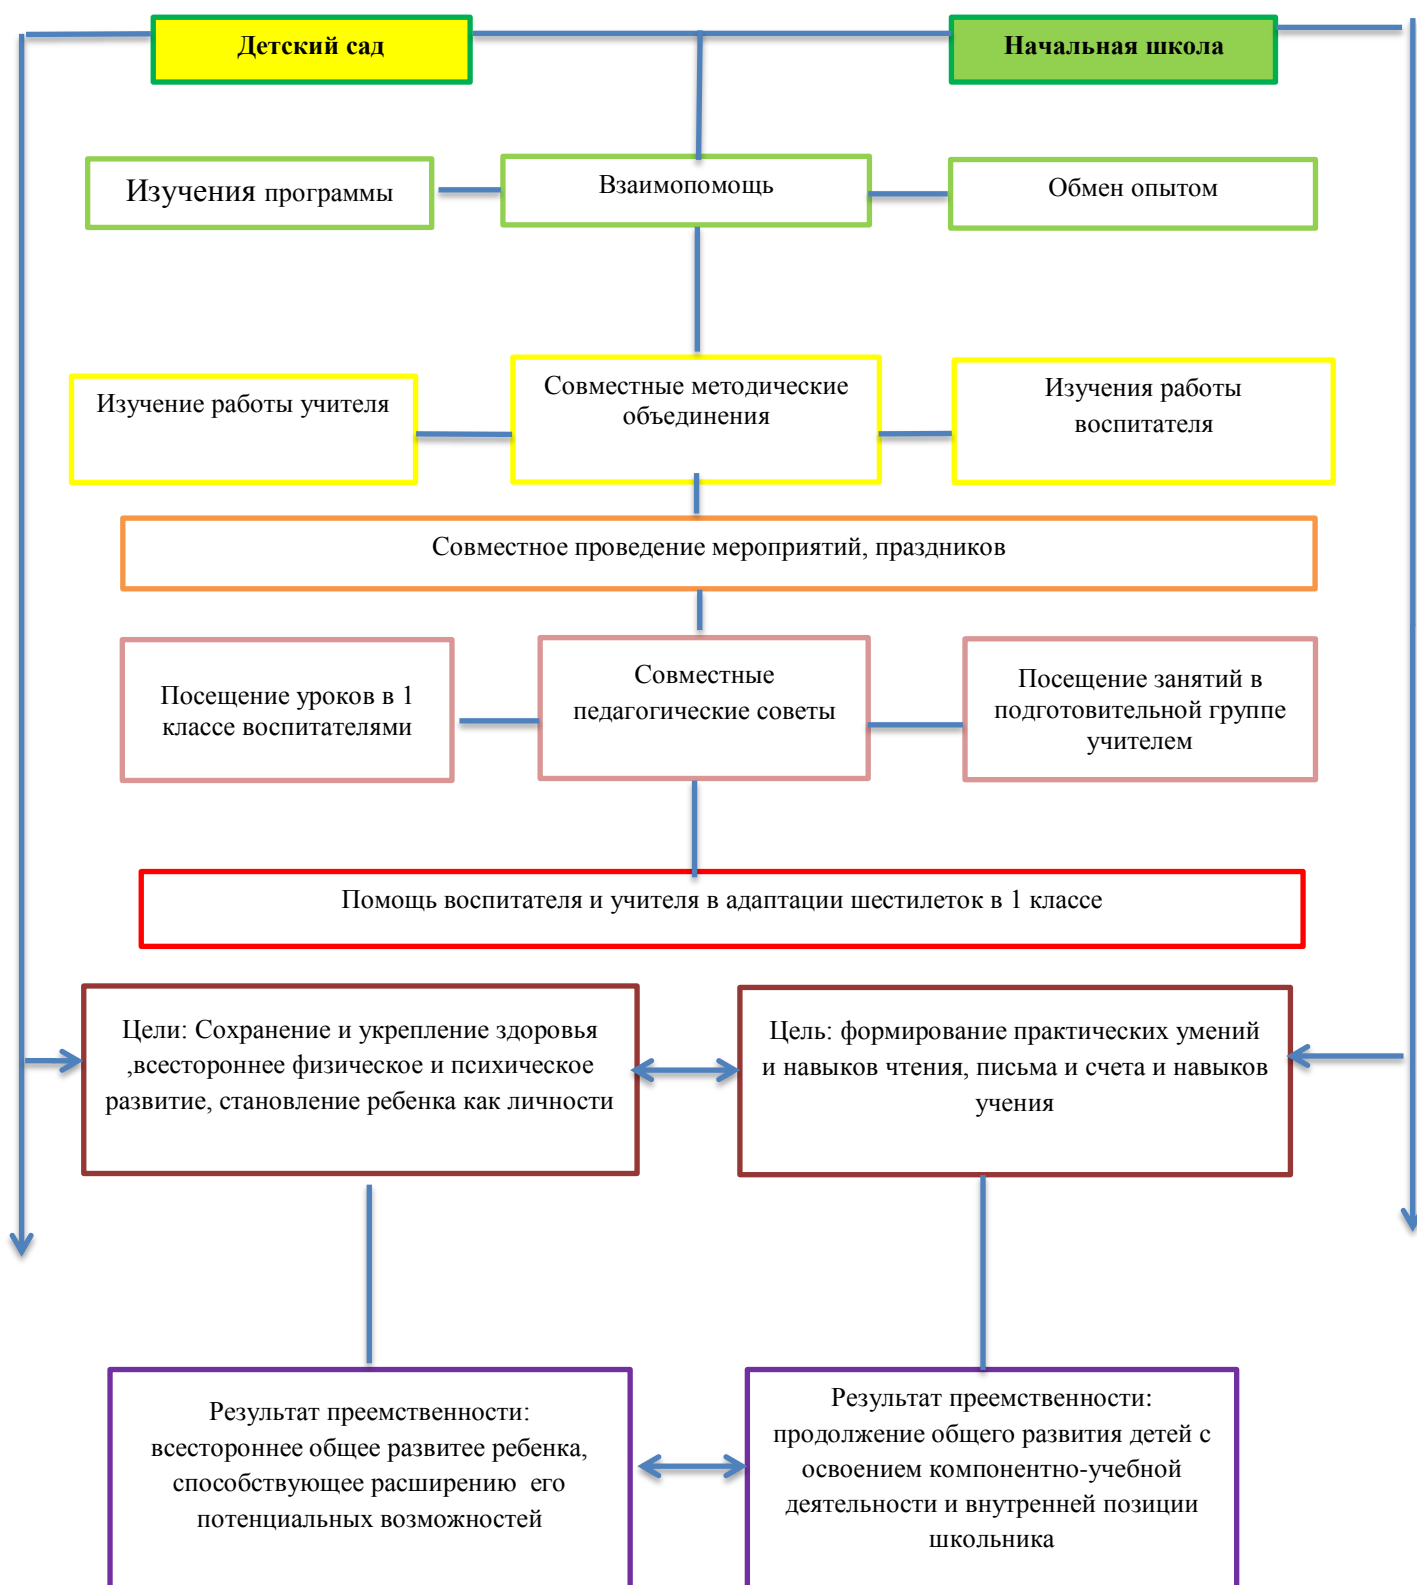 Детский сад
Начальная школа
Изучения программы
Взаимопомощь
Обмен опытом
Изучение работы учителя
Совместные методические
объединения
Изучения работы
воспитателя
Совместное проведение мероприятий, праздников
Посещение уроков в 1
классе воспитателями
Совместные
педагогические советы
Посещение занятий в
подготовительной группе
учителем
Помощь воспитателя и учителя в адаптации шестилеток в 1 классе
Цели: Сохранение и укрепление здоровья
,всестороннее физическое и психическое
развитие, становление ребенка как личности
Цель: формирование практических умений
и навыков чтения, письма и счета и навыков
учения
Результат преемственности:
всестороннее общее развитее ребенка,
способствующее расширению его
потенциальных возможностей
Результат преемственности:
продолжение общего развития детей с
освоением компонентно-учебной
деятельности и внутренней позиции
школьника